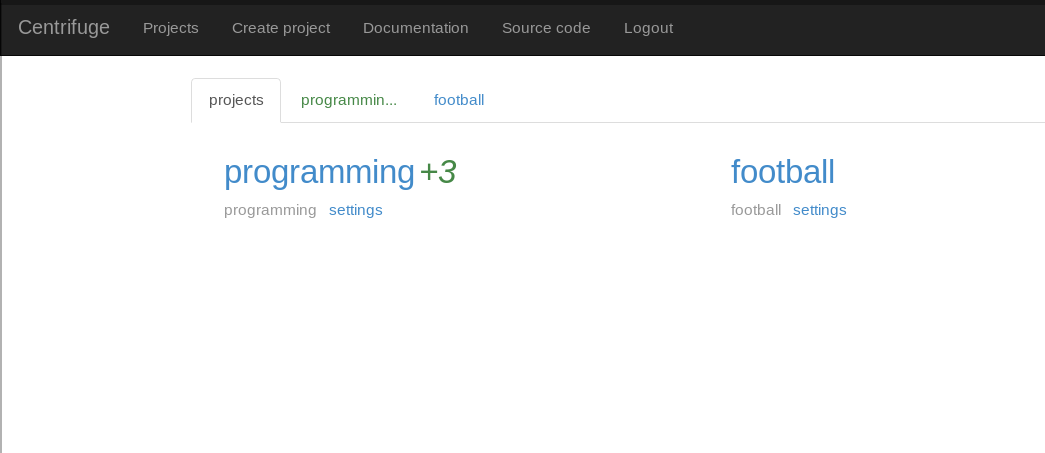 Centrifuge Projects Create project Documentation Source code Logout
projects programmin... football
programming +3 football
programming settings football settings